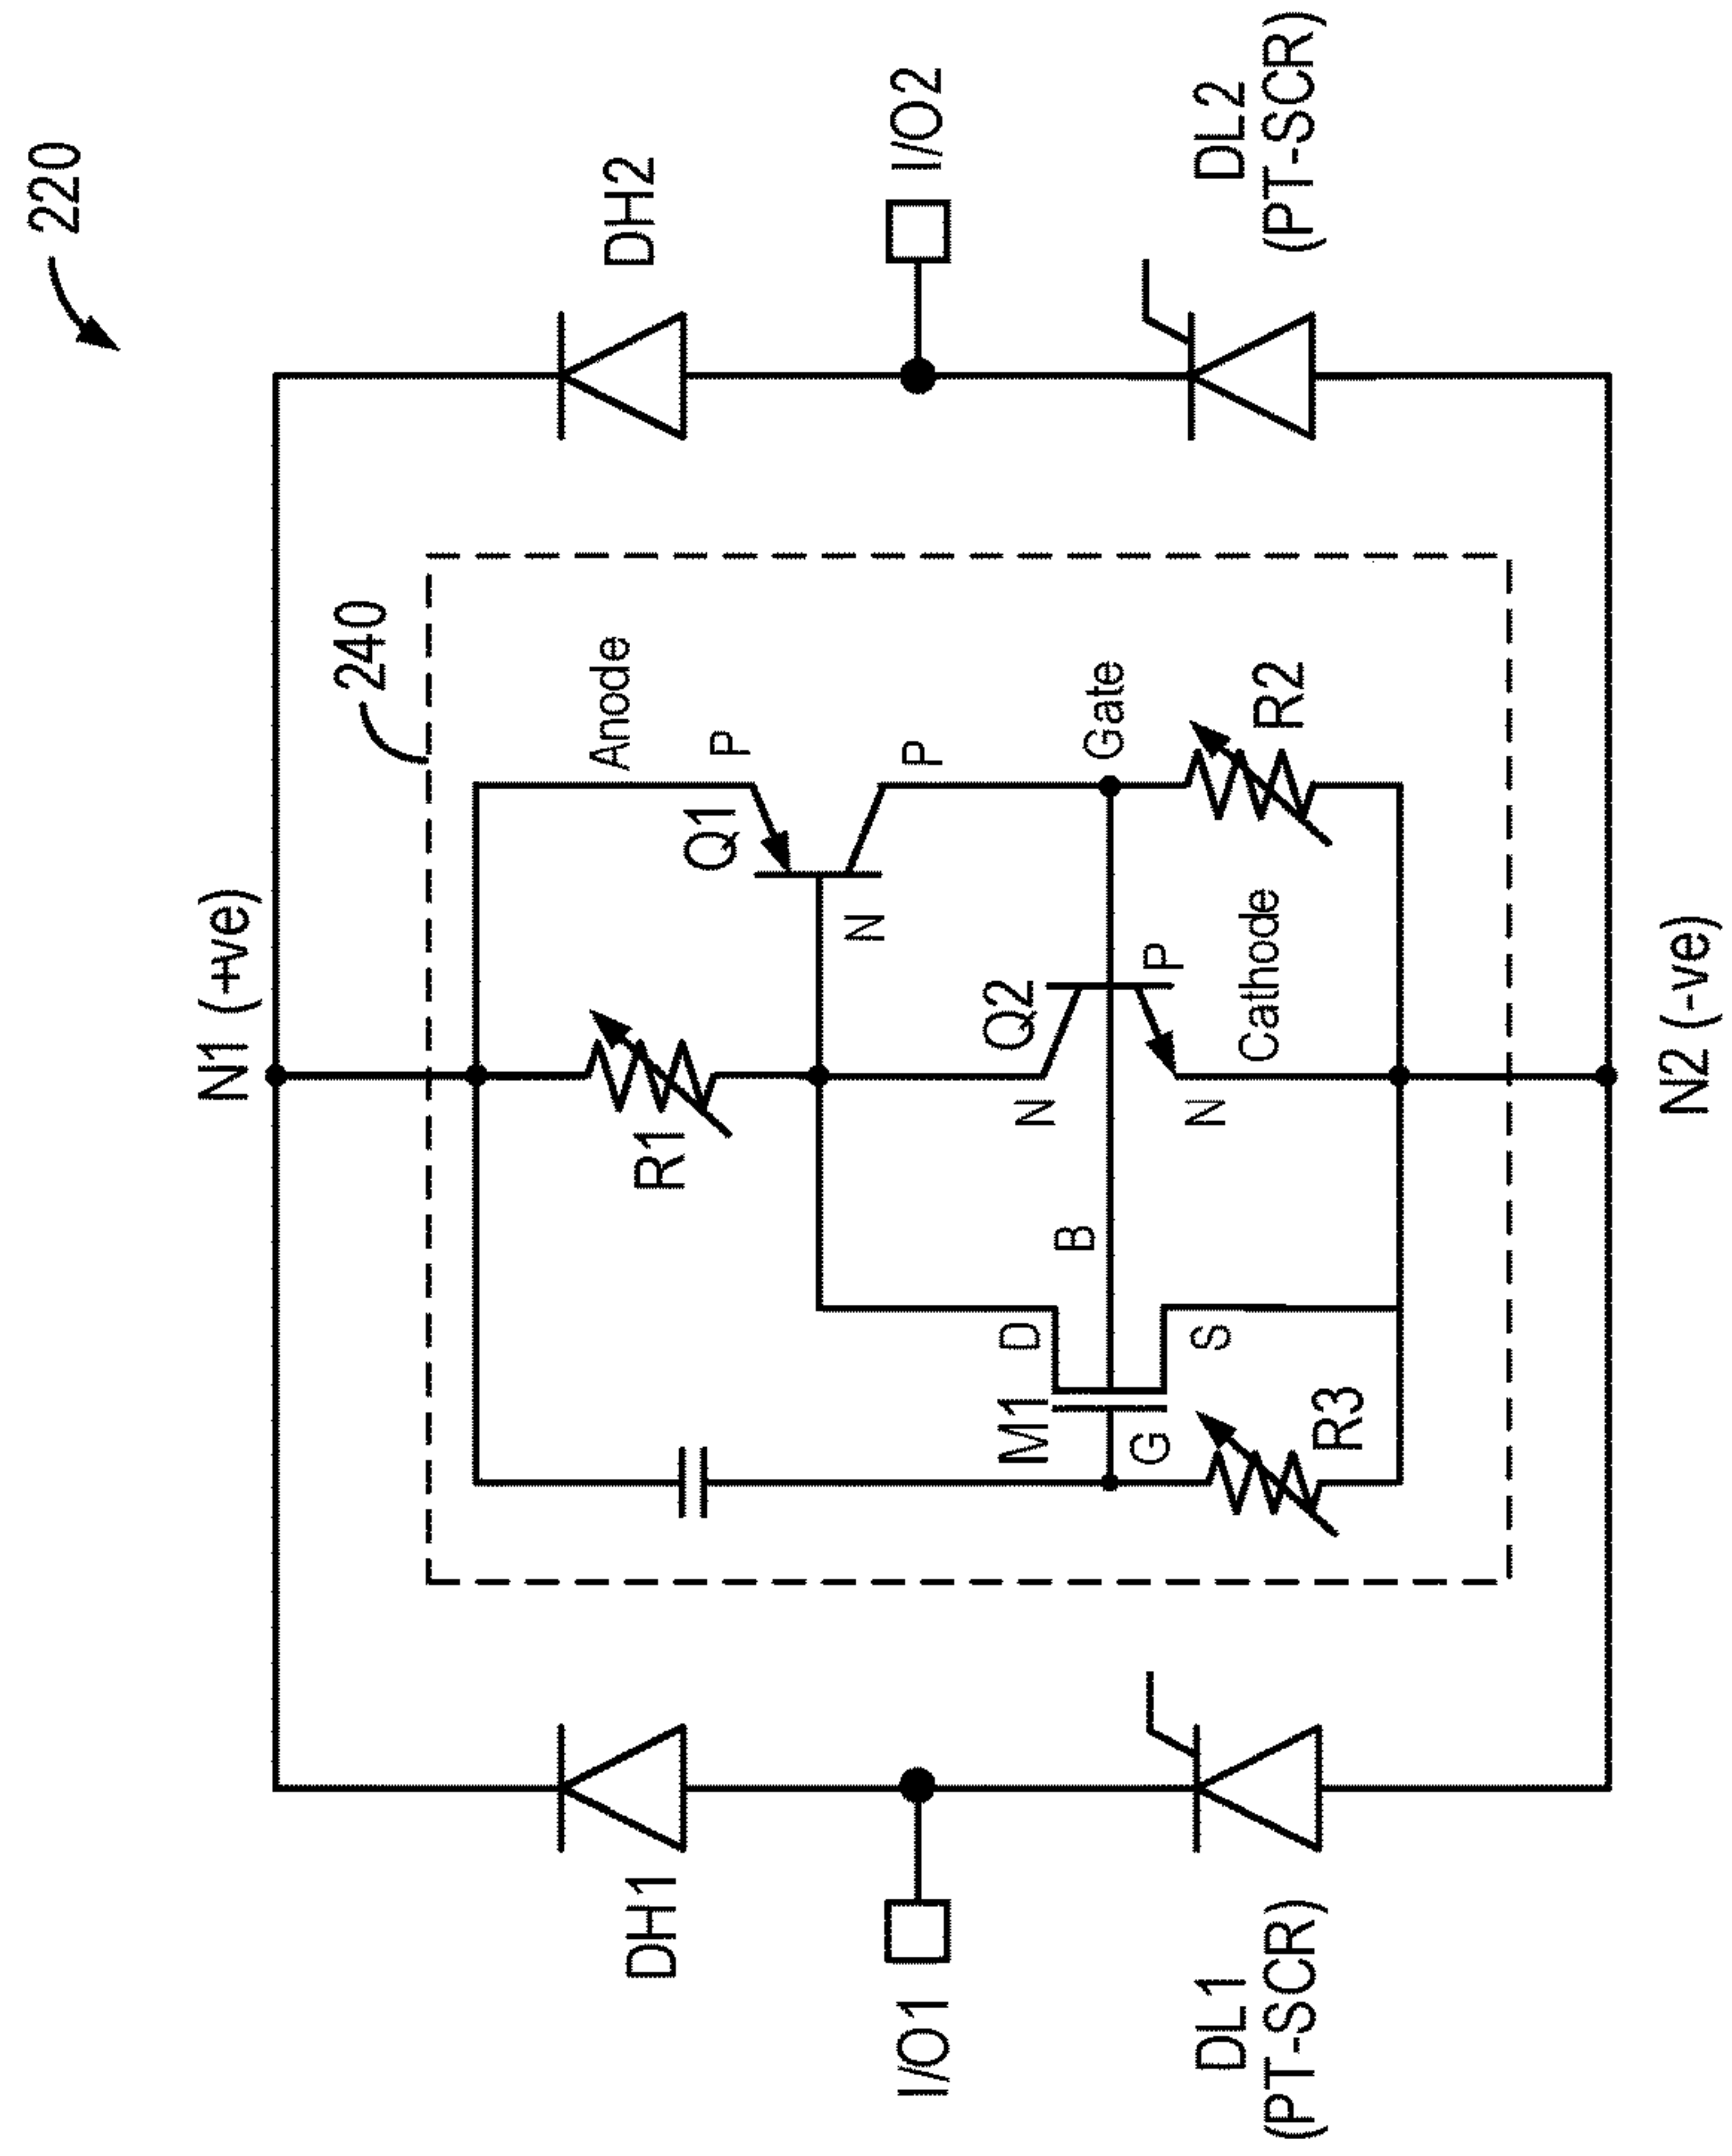 220
N1 (+ve)
240
DH1
DH2
Anode
R1
Q1
P
N
P
I/O1
I/O2
M1
D
B
G
S
Q2
N
P
N
Gate
Cathode
R3
R2
DL1
(PT-SCR)
DL2
(PT-SCR)
N2 (-ve)